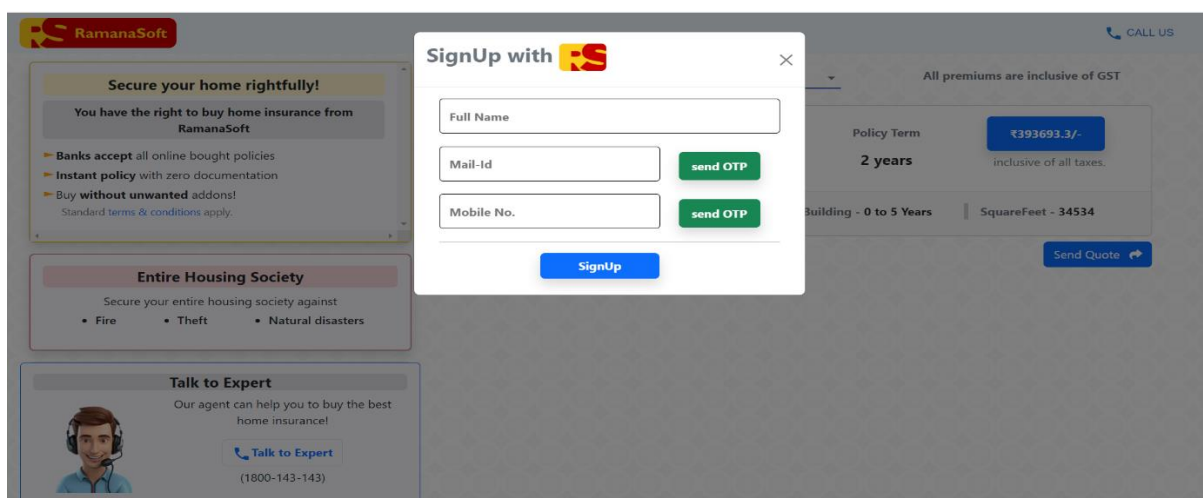 RS RamanaSoft
CALL US
Secure your home rightfully!
You have the right to buy home insurance from
RamanaSoft
Banks accept all online bought policies
Instant policy with zero documentation
Buy without unwanted addons!
Standard terms & conditions apply.
Entire Housing Society
Secure your entire housing society against
• Fire • Theft • Natural disasters
Talk to Expert
Our agent can help you to buy the best
home insurance!
Talk to Expert
(1800-143-143)
SignUp with RS
×
Full Name
Mail-Id
send OTP
Mobile No.
send OTP
SignUp
All premiums are inclusive of GST
Policy Term
2 years
₹393693.3/-
inclusive of all taxes.
Building - 0 to 5 Years
SquareFeet - 34534
Send Quote